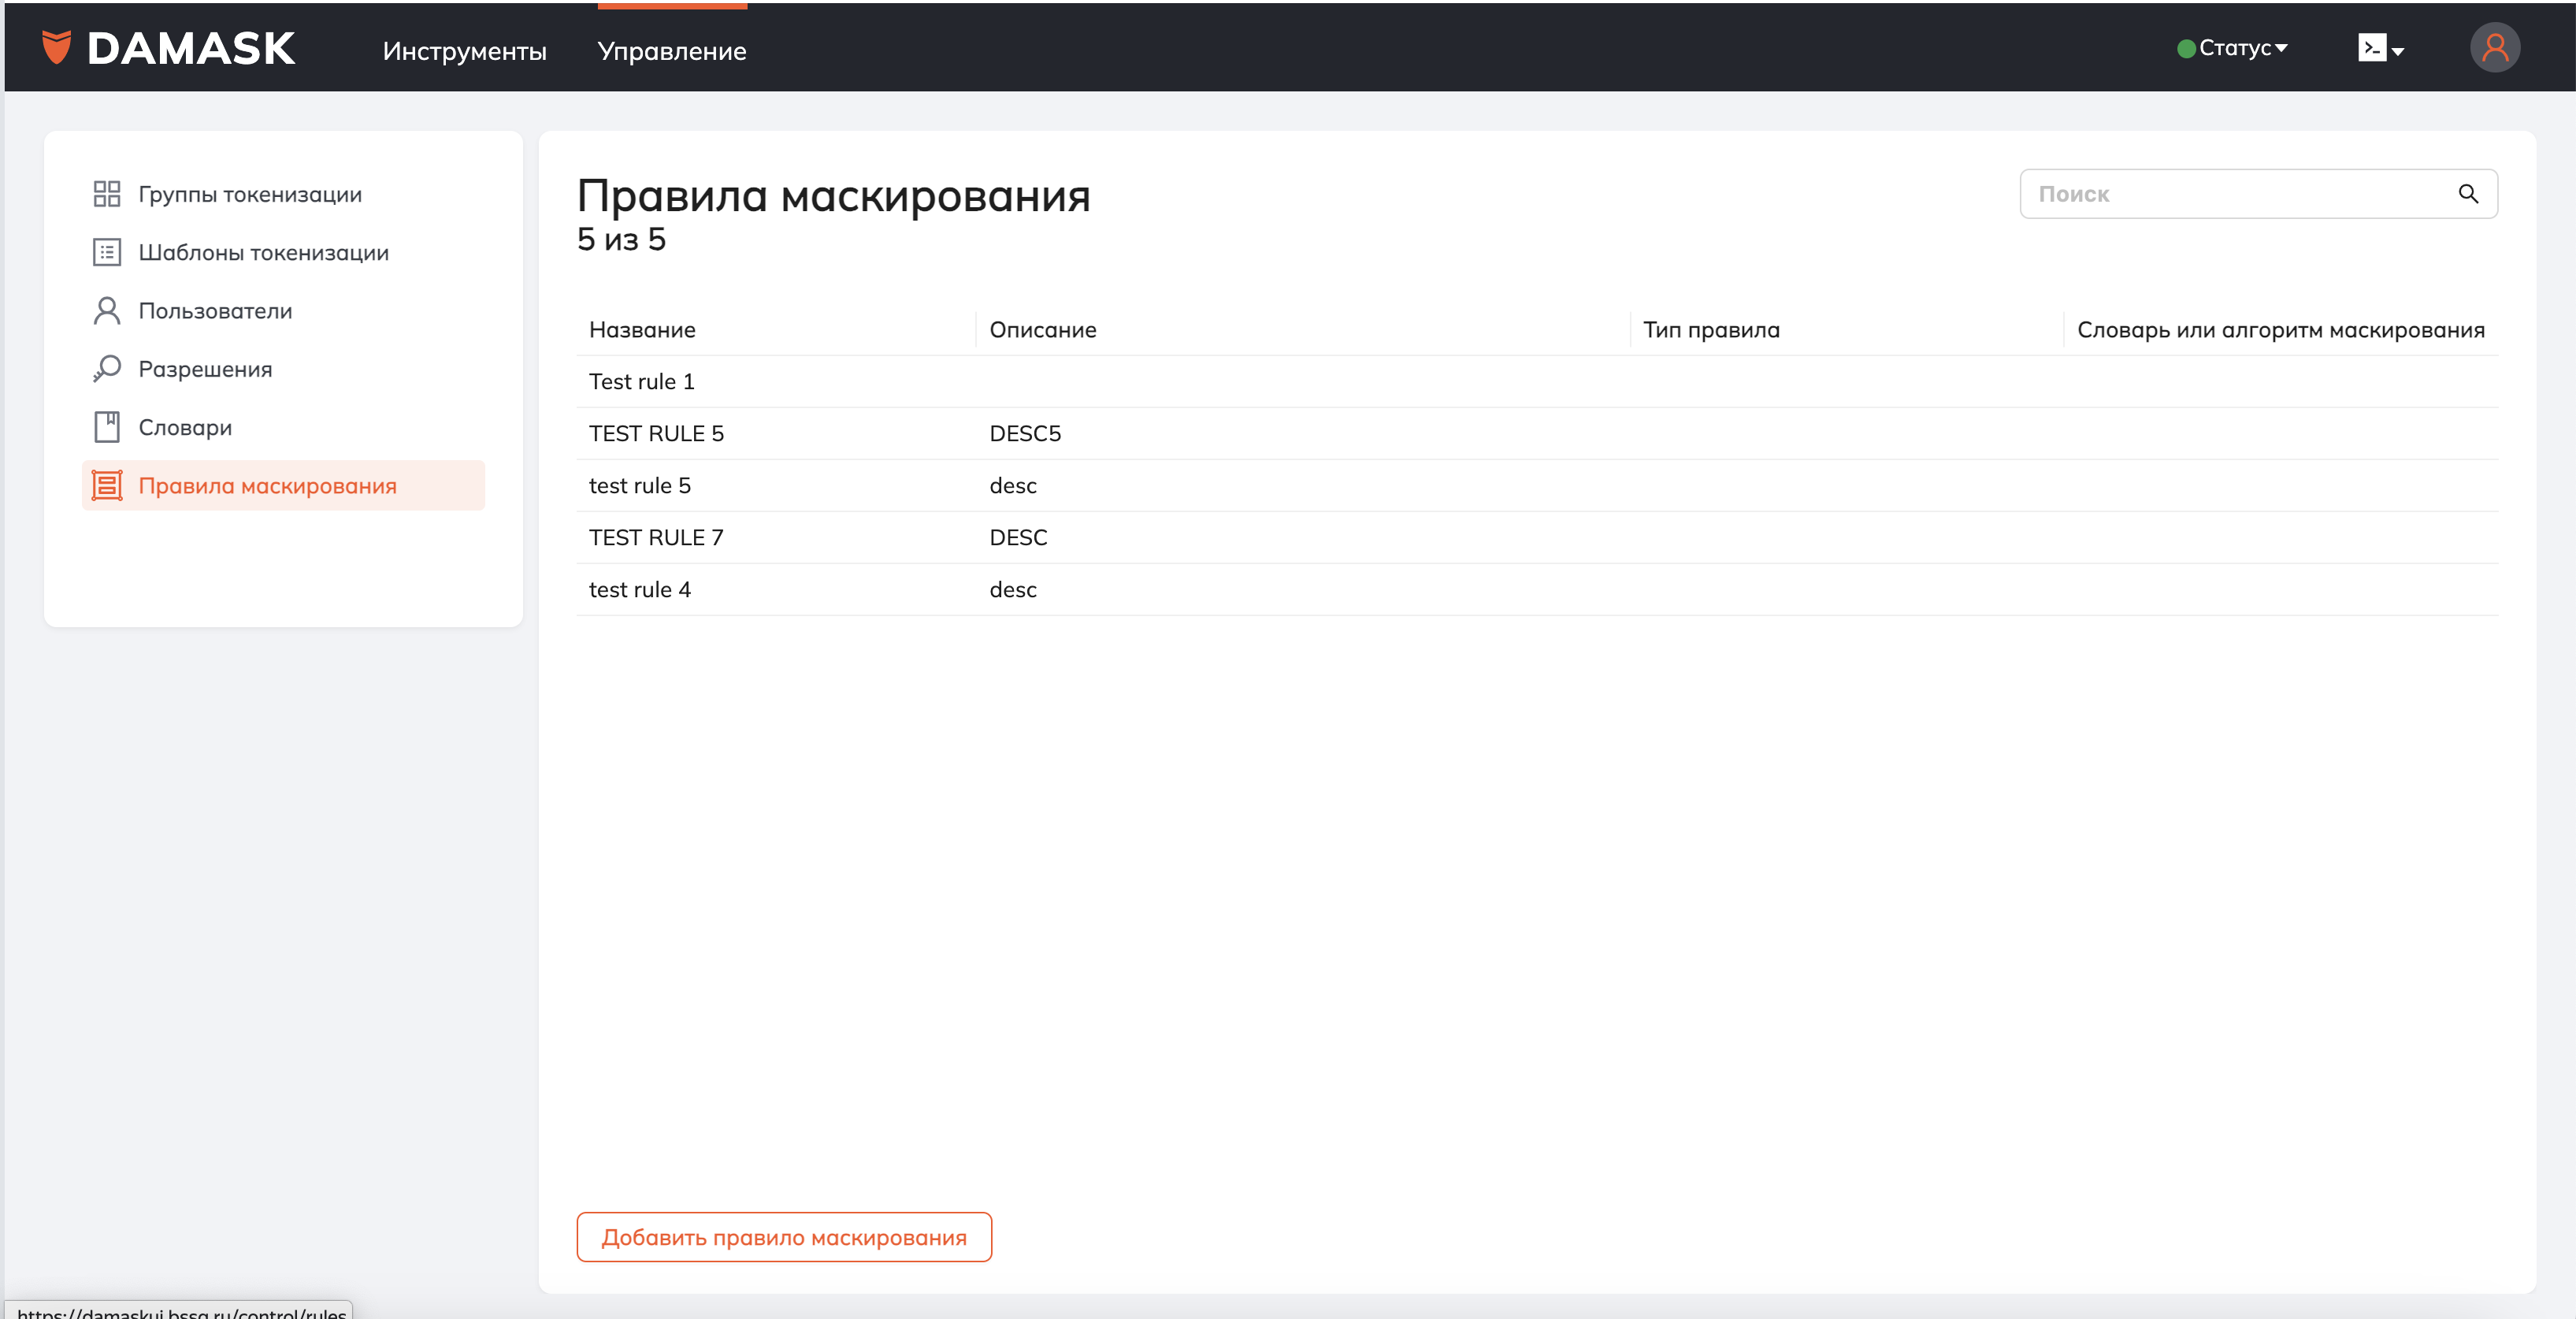 DAMASK Инструменты Управление Статус
Группы токенизации
Шаблоны токенизации
Пользователи
Разрешения
Словари
Правила маскирования
Правила маскирования
5 из 5
Поиск
Название Описание Тип правила Словарь или алгоритм маскирования
Test rule 1
TEST RULE 5 DESC5
test rule 5 desc
TEST RULE 7 DESC
test rule 4 desc
Добавить правило маскирования
https://damaskui.bssg.ru/control/rules